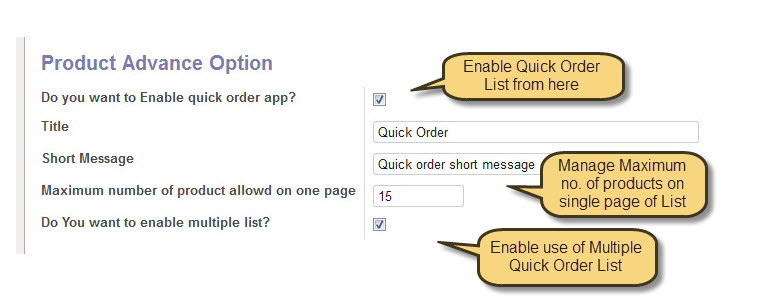 Product Advance Option
Do you want to Enable quick order app?
Enable Quick Order
List from here
Title
Quick Order
Short Message
Quick order short message
Maximum number of product allowd on one page
15
Manage Maximum
no. of products on
single page of List
Do You want to enable multiple list?
Enable use of Multiple
Quick Order List